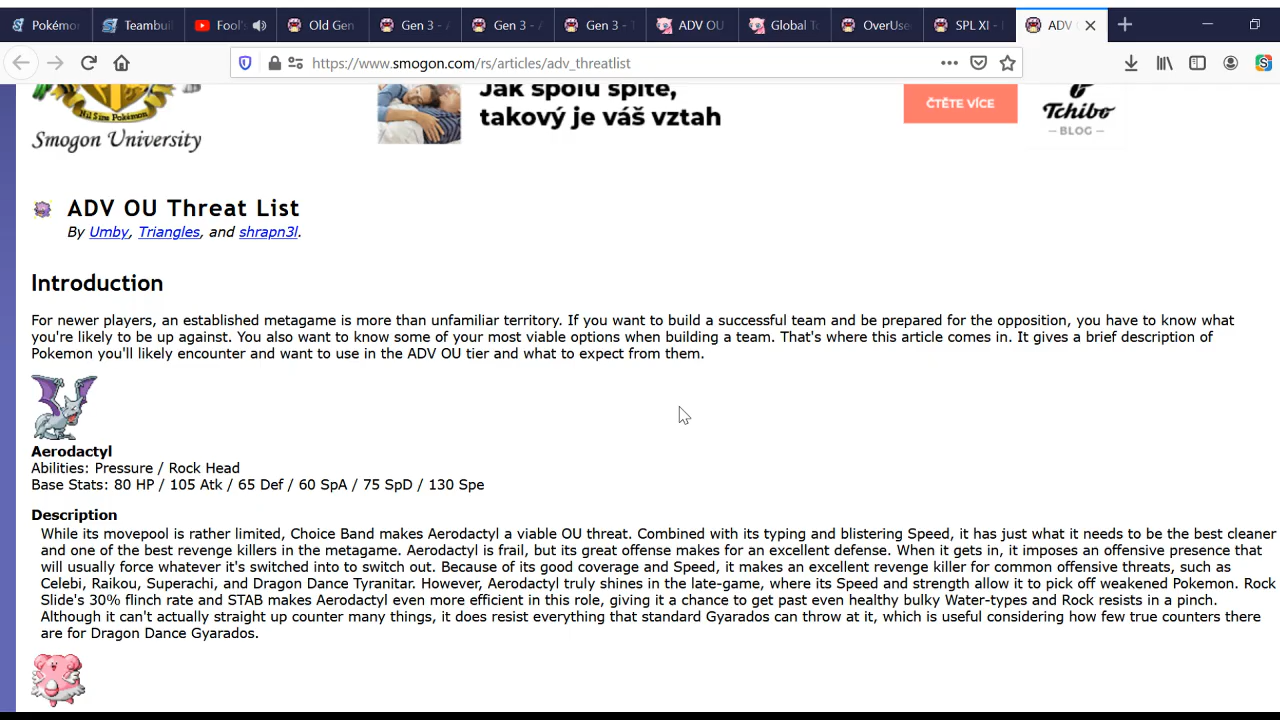 Pokémo
Teambuil
Fool'
Old Gen
Gen 3 - 
Gen 3 - 
Gen 3 - 
ADV OU
Global To
OverUse
SPL XI -
ADV
https://www.smogon.com/rs/articles/adv_threatlist
Nil Sine Pokémon
Smogon University
Jak spolu spíte,
takový je váš vztah
ČTĚTE VÍCE
Tchibo
— BLOG —
ADV OU Threat List
By Umby, Triangles, and shrapn3l.
Introduction
For newer players, an established metagame is more than unfamiliar territory. If you want to build a successful team and be prepared for the opposition, you have to know what
you're likely to be up against. You also want to know some of your most viable options when building a team. That's where this article comes in. It gives a brief description of
Pokemon you'll likely encounter and want to use in the ADV OU tier and what to expect from them.
Aerodactyl
Abilities: Pressure / Rock Head
Base Stats: 80 HP / 105 Atk / 65 Def / 60 SpA / 75 SpD / 130 Spe
Description
While its movepool is rather limited, Choice Band makes Aerodactyl a viable OU threat. Combined with its typing and blistering Speed, it has just what it needs to be the best cleaner
and one of the best revenge killers in the metagame. Aerodactyl is frail, but its great offense makes for an excellent defense. When it gets in, it imposes an offensive presence that
will usually force whatever it's switched into to switch out. Because of its good coverage and Speed, it makes an excellent revenge killer for common offensive threats, such as
Celebi, Raikou, Superachi, and Dragon Dance Tyranitar. However, Aerodactyl truly shines in the late-game, where its Speed and strength allow it to pick off weakened Pokemon. Rock
Slide's 30% flinch rate and STAB makes Aerodactyl even more efficient in this role, giving it a chance to get past even healthy bulky Water-types and Rock resists in a pinch.
Although it can't actually straight up counter many things, it does resist everything that standard Gyarados can throw at it, which is useful considering how few true counters there
are for Dragon Dance Gyarados.